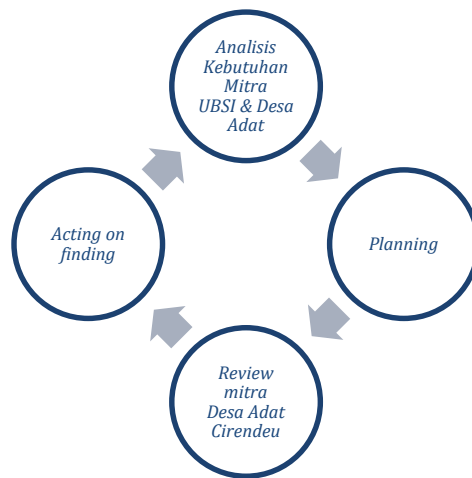 Analisis
Kebutuhan
Mitra
UBSI & Desa
Adat
Planning
Review
mitra
Desa Adat
Cirendeu
Acting on
finding